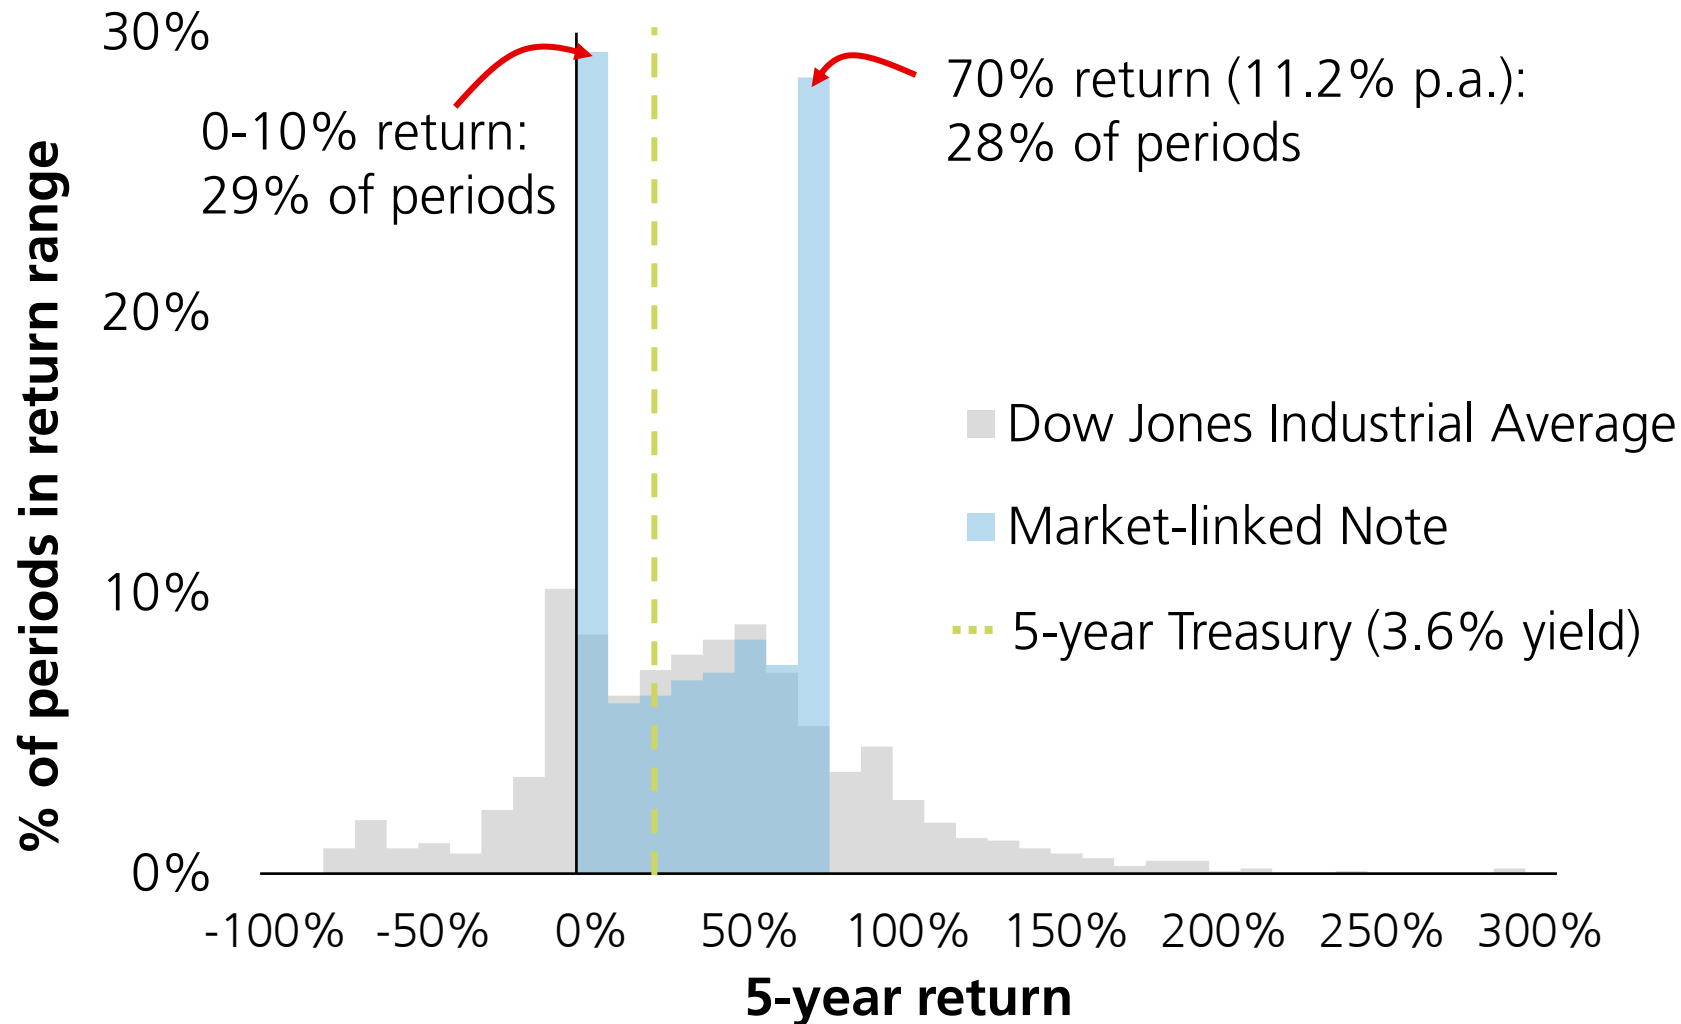 30%
20%
10%
0%
% of periods in return range
0-10% return:
29% of periods
70% return (11.2% p.a.):
28% of periods
Dow Jones Industrial Average
Market-linked Note
5-year Treasury (3.6% yield)
-100% -50% 0% 50% 100% 150% 200% 250% 300%
5-year return